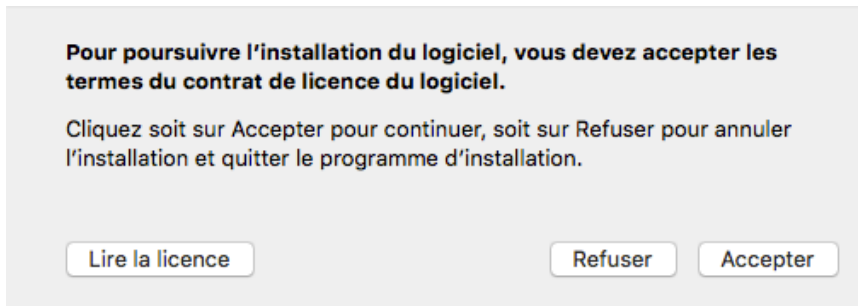 Pour poursuivre l’installation du logiciel, vous devez accepter les
termes du contrat de licence du logiciel.
Cliquez soit sur Accepter pour continuer, soit sur Refuser pour annuler
l’installation et quitter le programme d’installation.
Lire la licence Refuser Accepter